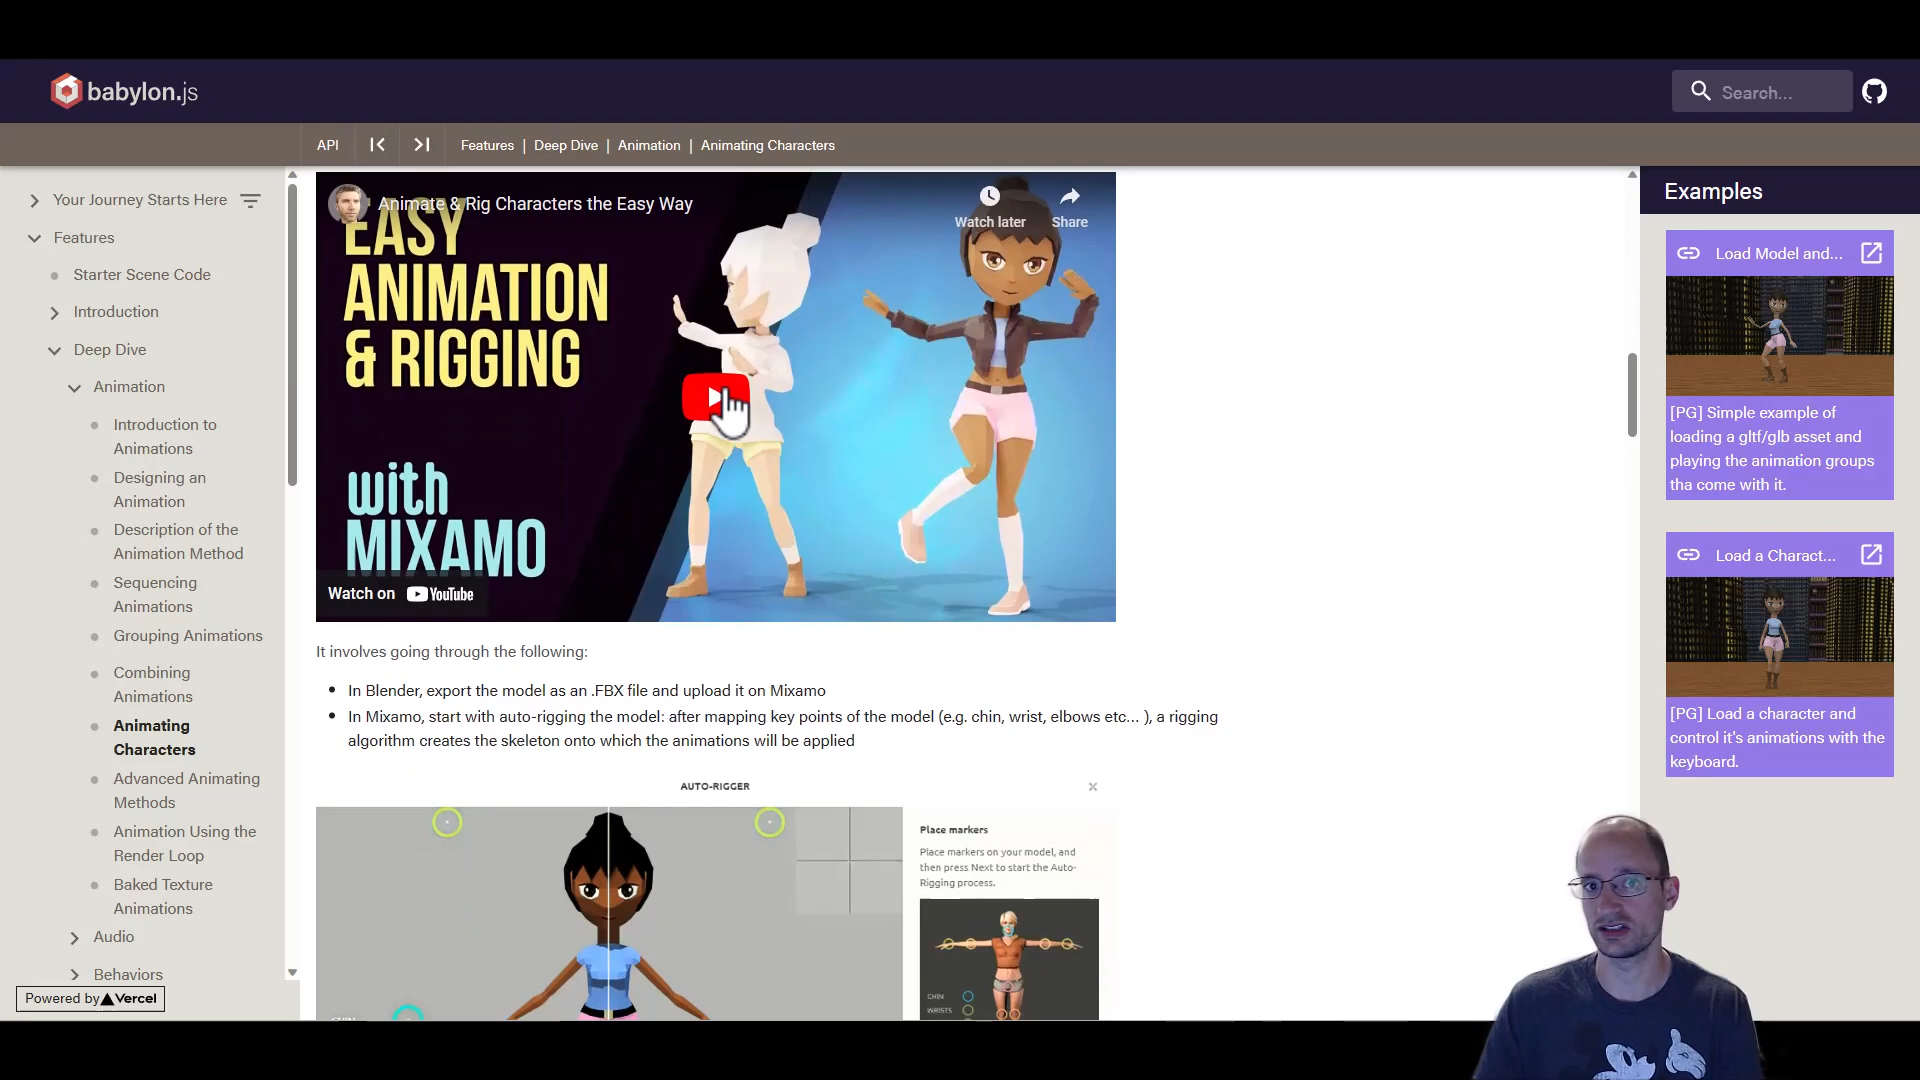 babylon.js
Search...
API
Features | Deep Dive | Animation | Animating Characters
Your Journey Starts Here
Features
Starter Scene Code
Introduction
Deep Dive
Animation
Introduction to
Animations
Designing an
Animation
Description of the
Animation Method
Sequencing
Animations
Grouping Animations
Combining
Animations
Animating
Characters
Advanced Animating
Methods
Animation Using the
Render Loop
Baked Texture
Animations
Audio
Behaviors
Powered by Vercel
Animate & Rig Characters the Easy Way
Watch later
Share
EASY
ANIMATION
& RIGGING
with
MIXAMO
Watch on YouTube
It involves going through the following:
In Blender, export the model as an .FBX file and upload it on Mixamo
In Mixamo, start with auto-rigging the model: after mapping key points of the model (e.g. chin, wrist, elbows etc... ), a rigging
algorithm creates the skeleton onto which the animations will be applied
AUTO-RIGGER
Place markers
Place markers on your model, and
then press Next to start the Auto-
Rigging process.
CHIN
WRISTS
Examples
Load Model and...
[PG] Simple example of
loading a gltf/glb asset and
playing the animation groups
tha come with it.
Load a Charact...
[PG] Load a character and
control it's animations with the
keyboard.